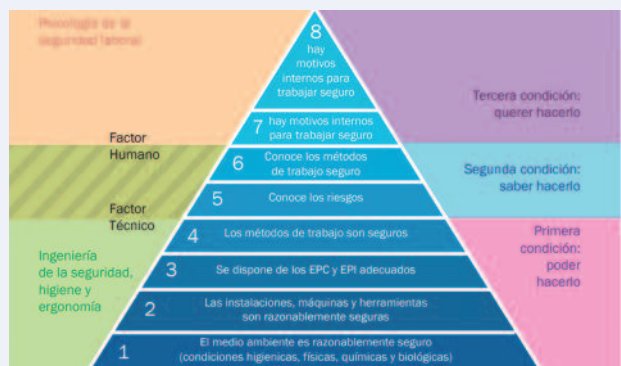 Psicología de la
seguridad laboral
Factor
Humano
Factor
Técnico
Ingeniería
de la seguridad,
higiene y
ergonomía
8
hay
motivos
internos para
trabajar seguro
7
hay motivos internos
para trabajar seguro
6
Conoce los métodos
de trabajo seguro
5
Conoce los riesgos
4
Los métodos de trabajo son seguros
3
Se dispone de los EPC y EPI adecuados
2
Las instalaciones, máquinas y herramientas
son razonablemente seguras
1
El medio ambiente es razonablemente seguro
(condiciones higienicas, físicas, químicas y biológicas)
Tercera condición:
querer hacerlo
Segunda condición:
saber hacerlo
Primera
condición:
poder
hacerlo